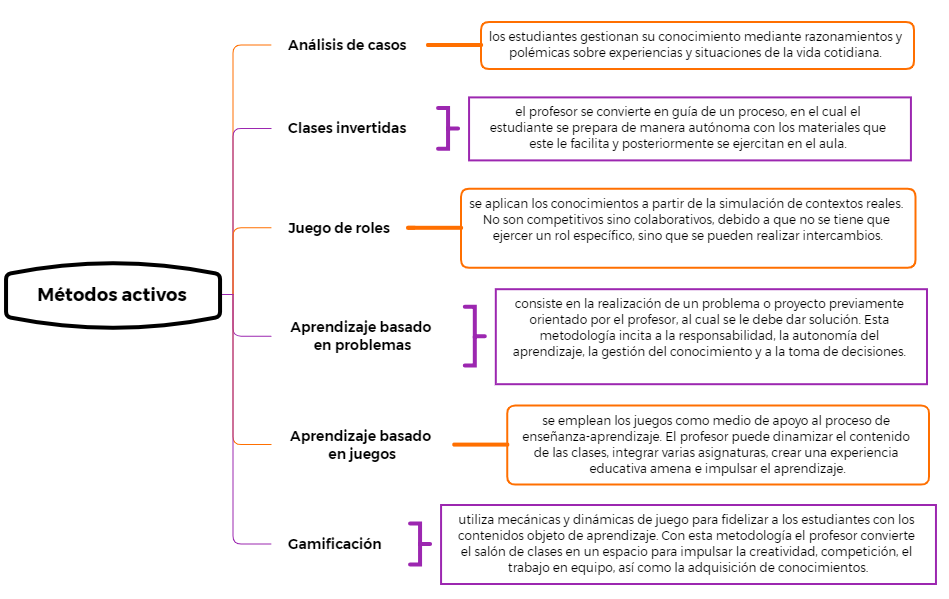 Análisis de casos
los estudiantes gestionan su conocimiento mediante razonamientos y
polémicas sobre experiencias y situaciones de la vida cotidiana.
Clases invertidas
el profesor se convierte en guía de un proceso, en el cual el
estudiante se prepara de manera autónoma con los materiales que
este le facilita y posteriormente se ejercitan en el aula.
Juego de roles
se aplican los conocimientos a partir de la simulación de contextos reales.
No son competitivos sino colaborativos, debido a que no se tiene que
ejercer un rol específico, sino que se pueden realizar intercambios.
Métodos activos
Aprendizaje basado
en problemas
consiste en la realización de un problema o proyecto previamente
orientado por el profesor, al cual se le debe dar solución. Esta
metodología incita a la responsabilidad, la autonomía del
aprendizaje, la gestión del conocimiento y a la toma de decisiones.
Aprendizaje basado
en juegos
se emplean los juegos como medio de apoyo al proceso de
enseñanza-aprendizaje. El profesor puede dinamizar el contenido
de las clases, integrar varias asignaturas, crear una experiencia
educativa amena e impulsar el aprendizaje.
Gamificación
utiliza mecánicas y dinámicas de juego para fidelizar a los estudiantes con los
contenidos objeto de aprendizaje. Con esta metodología el profesor convierte
el salón de clases en un espacio para impulsar la creatividad, competición, el
trabajo en equipo, así como la adquisición de conocimientos.